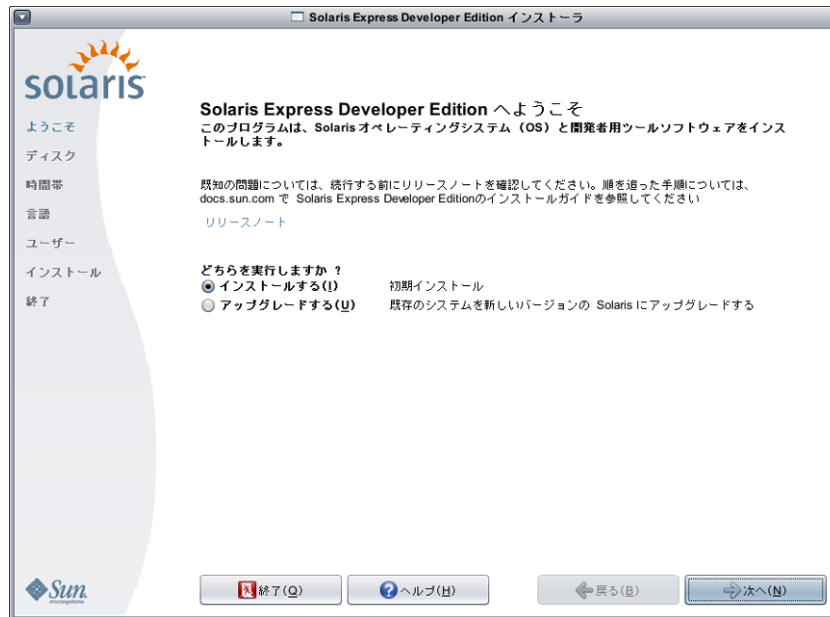 Solaris Express Developer Edition インストーラ
solaris
ようこそ
ディスク
時間帯
言語
ユーザー
インストール
終了
Solaris Express Developer Edition へようこそ
このプログラムは、Solaris オペレーティングシステム（OS）と開発者用ツールソフトウェアをインス
トールします。
既知の問題については、続行する前にリリースノートを確認してください。順を追った手順については、
docs.sun.com で Solaris Express Developer Editionのインストールガイドを参照してください
リリースノート
どちらを実行しますか ?
インストールする(I) 初期インストール
アップグレードする(U) 既存のシステムを新しいバージョンの Solaris にアップグレードする
Sun
microsystems
終了(Q) ヘルプ(H) 戻る(B) 次へ(N)